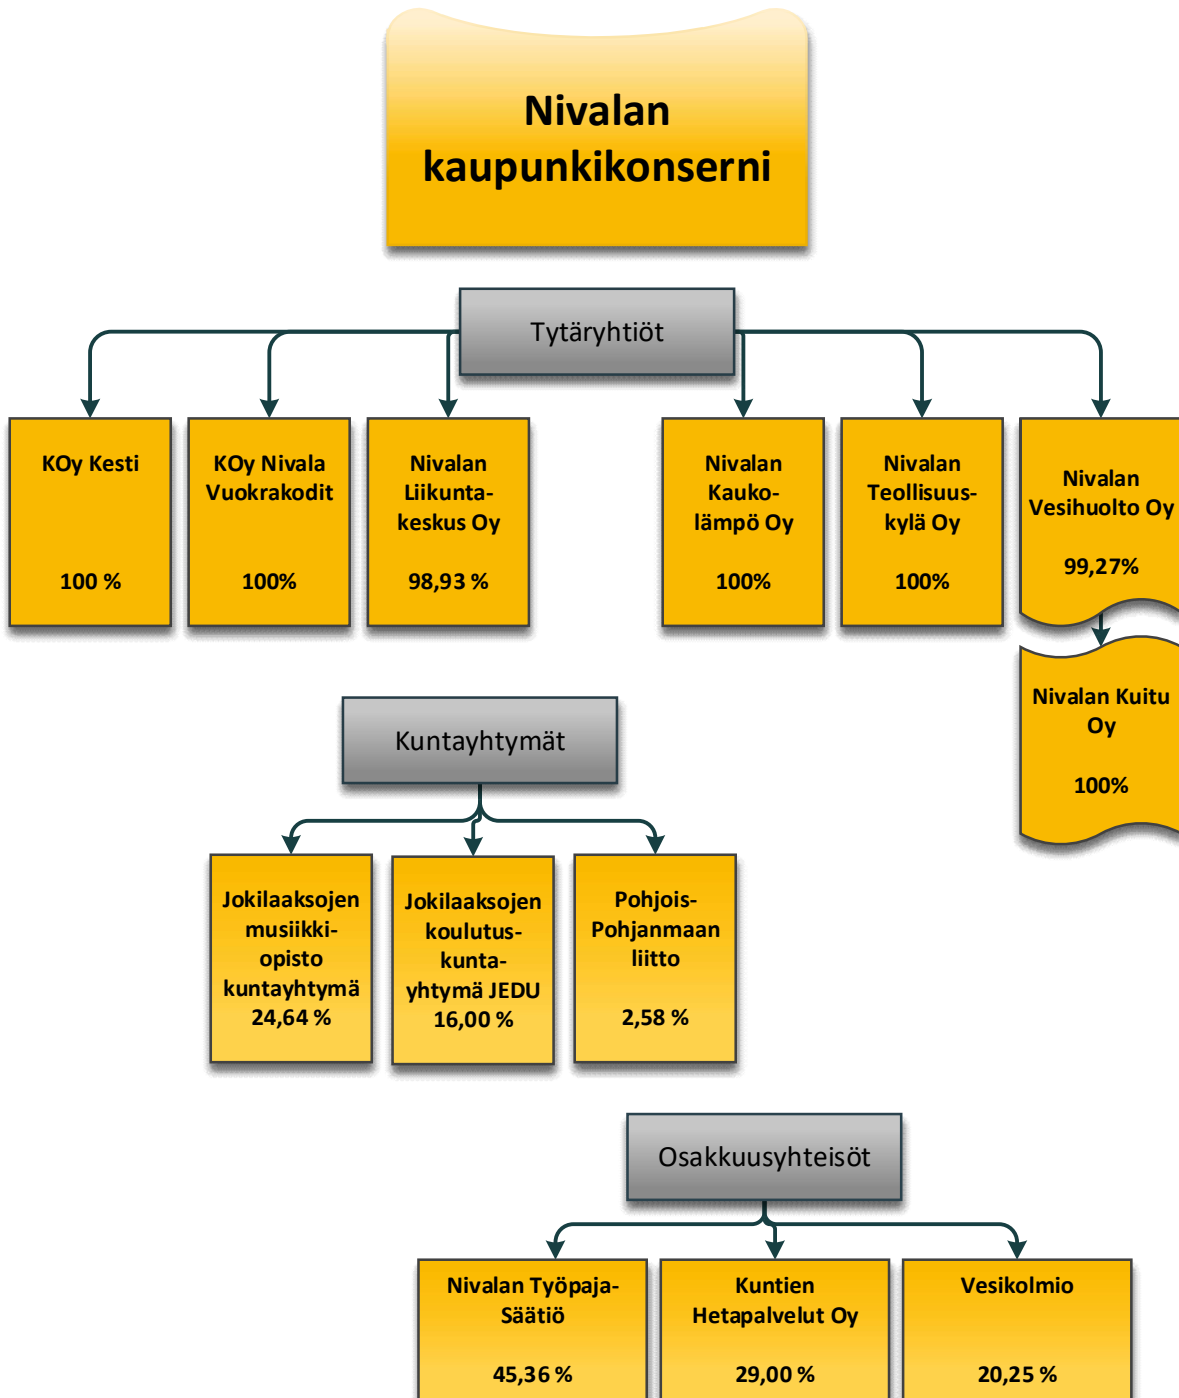 Nivalan
kaupunkikonserni
Tytäryhtiöt
KOy Kesti
100 %
KOy Nivala
Vuokrakodit
100%
Nivalan
Liikunta-
keskus Oy
98,93 %
Nivalan
Kauko-
lämpö Oy
100%
Nivalan
Teollisuus-
kylä Oy
100%
Nivalan
Vesihuolto Oy
99,27%
Nivalan Kuitu
Oy
100%
Kuntayhtymät
Jokilaaksojen
musiikki-
opisto
kuntayhtymä
24,64 %
Jokilaaksojen
koulutus-
kunta-
yhtymä JEDU
16,00 %
Pohjois-
Pohjanmaan
liitto
2,58 %
Osakkuusyhteisöt
Nivalan Työpaja-
Säätiö
45,36 %
Kuntien
Hetapalvelut Oy
29,00 %
Vesikolmio
20,25 %